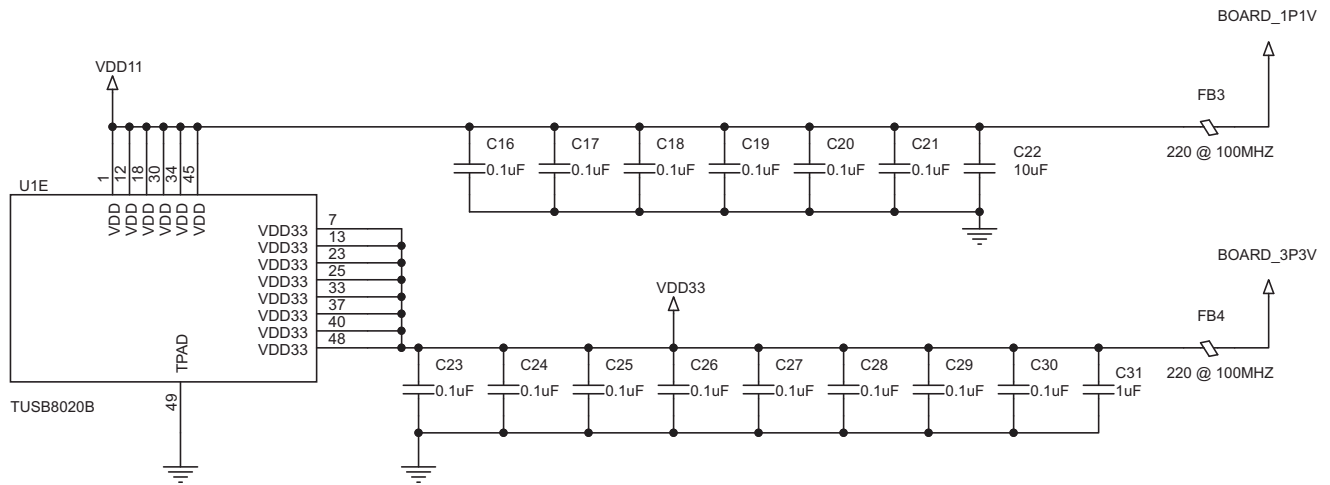 BOARD_1P1V
VDD11
FB3
C16
C17
C18
C19
C20
C21
C22
0.1uF
0.1uF
0.1uF
0.1uF
0.1uF
0.1uF
10uF
220 @ 100MHZ
1
12
18
30
34
45
U1E
VDD
VDD
VDD
VDD
VDD
VDD
VDD33 7
VDD33 13
VDD33 23
VDD33 25
VDD33 33
VDD33 37
VDD33 40
VDD33 48
BOARD_3P3V
VDD33
FB4
TPAD
C23
C24
C25
C26
C27
C28
C29
C30
C31
0.1uF
0.1uF
0.1uF
0.1uF
0.1uF
0.1uF
0.1uF
0.1uF
1uF
220 @ 100MHZ
49
TUSB8020B